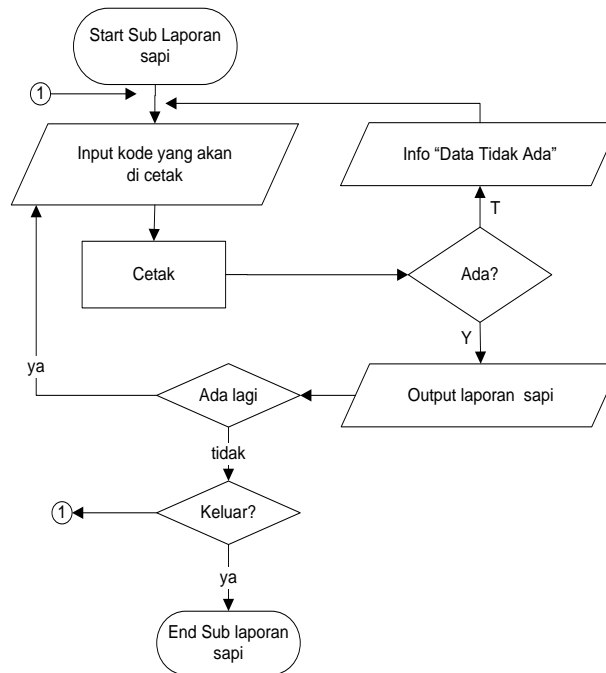 Start Sub Laporan
sapi
1
Input kode yang akan
di cetak
Info “Data Tidak Ada”
T
Cetak
Ada?
Y
ya
Ada lagi
Output laporan  sapi
tidak
1
Keluar?
ya
End Sub laporan
sapi